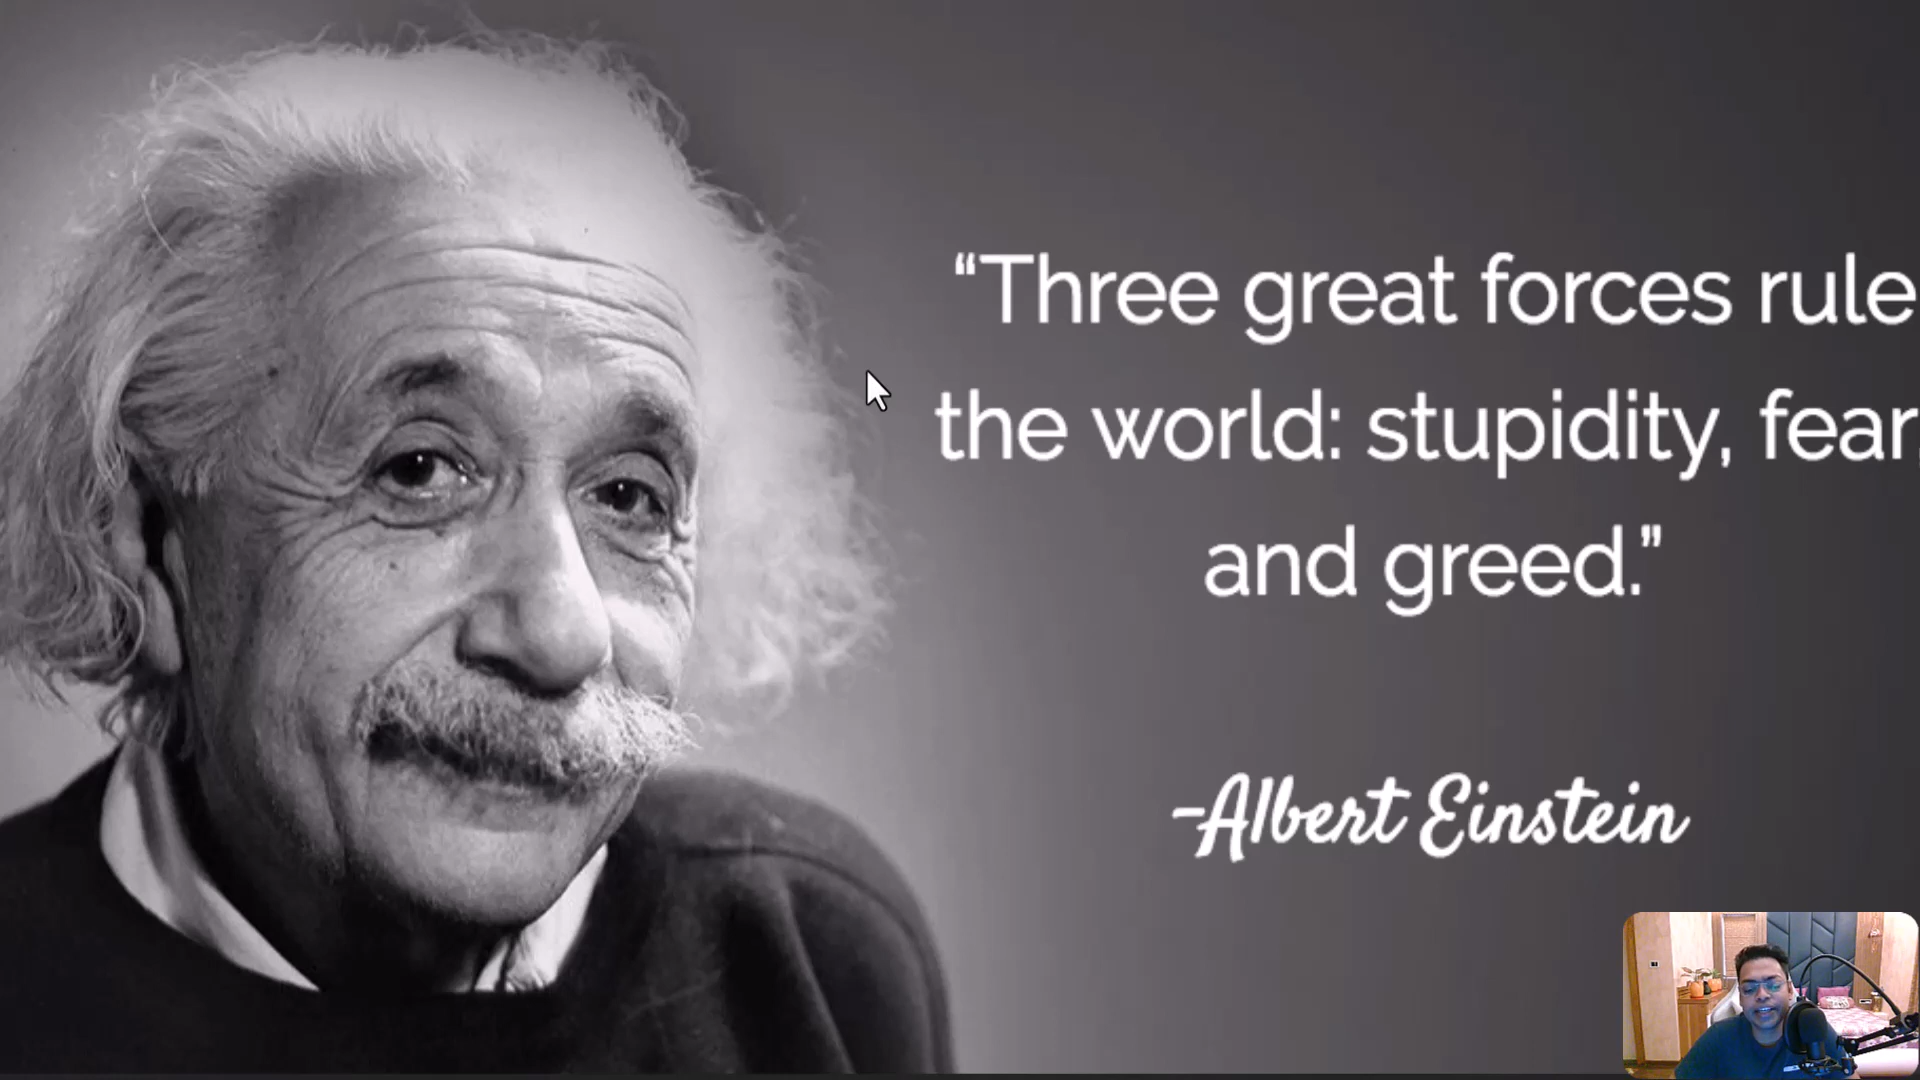 “Three great forces rule
the world: stupidity, fear,
and greed.”
-Albert Einstein